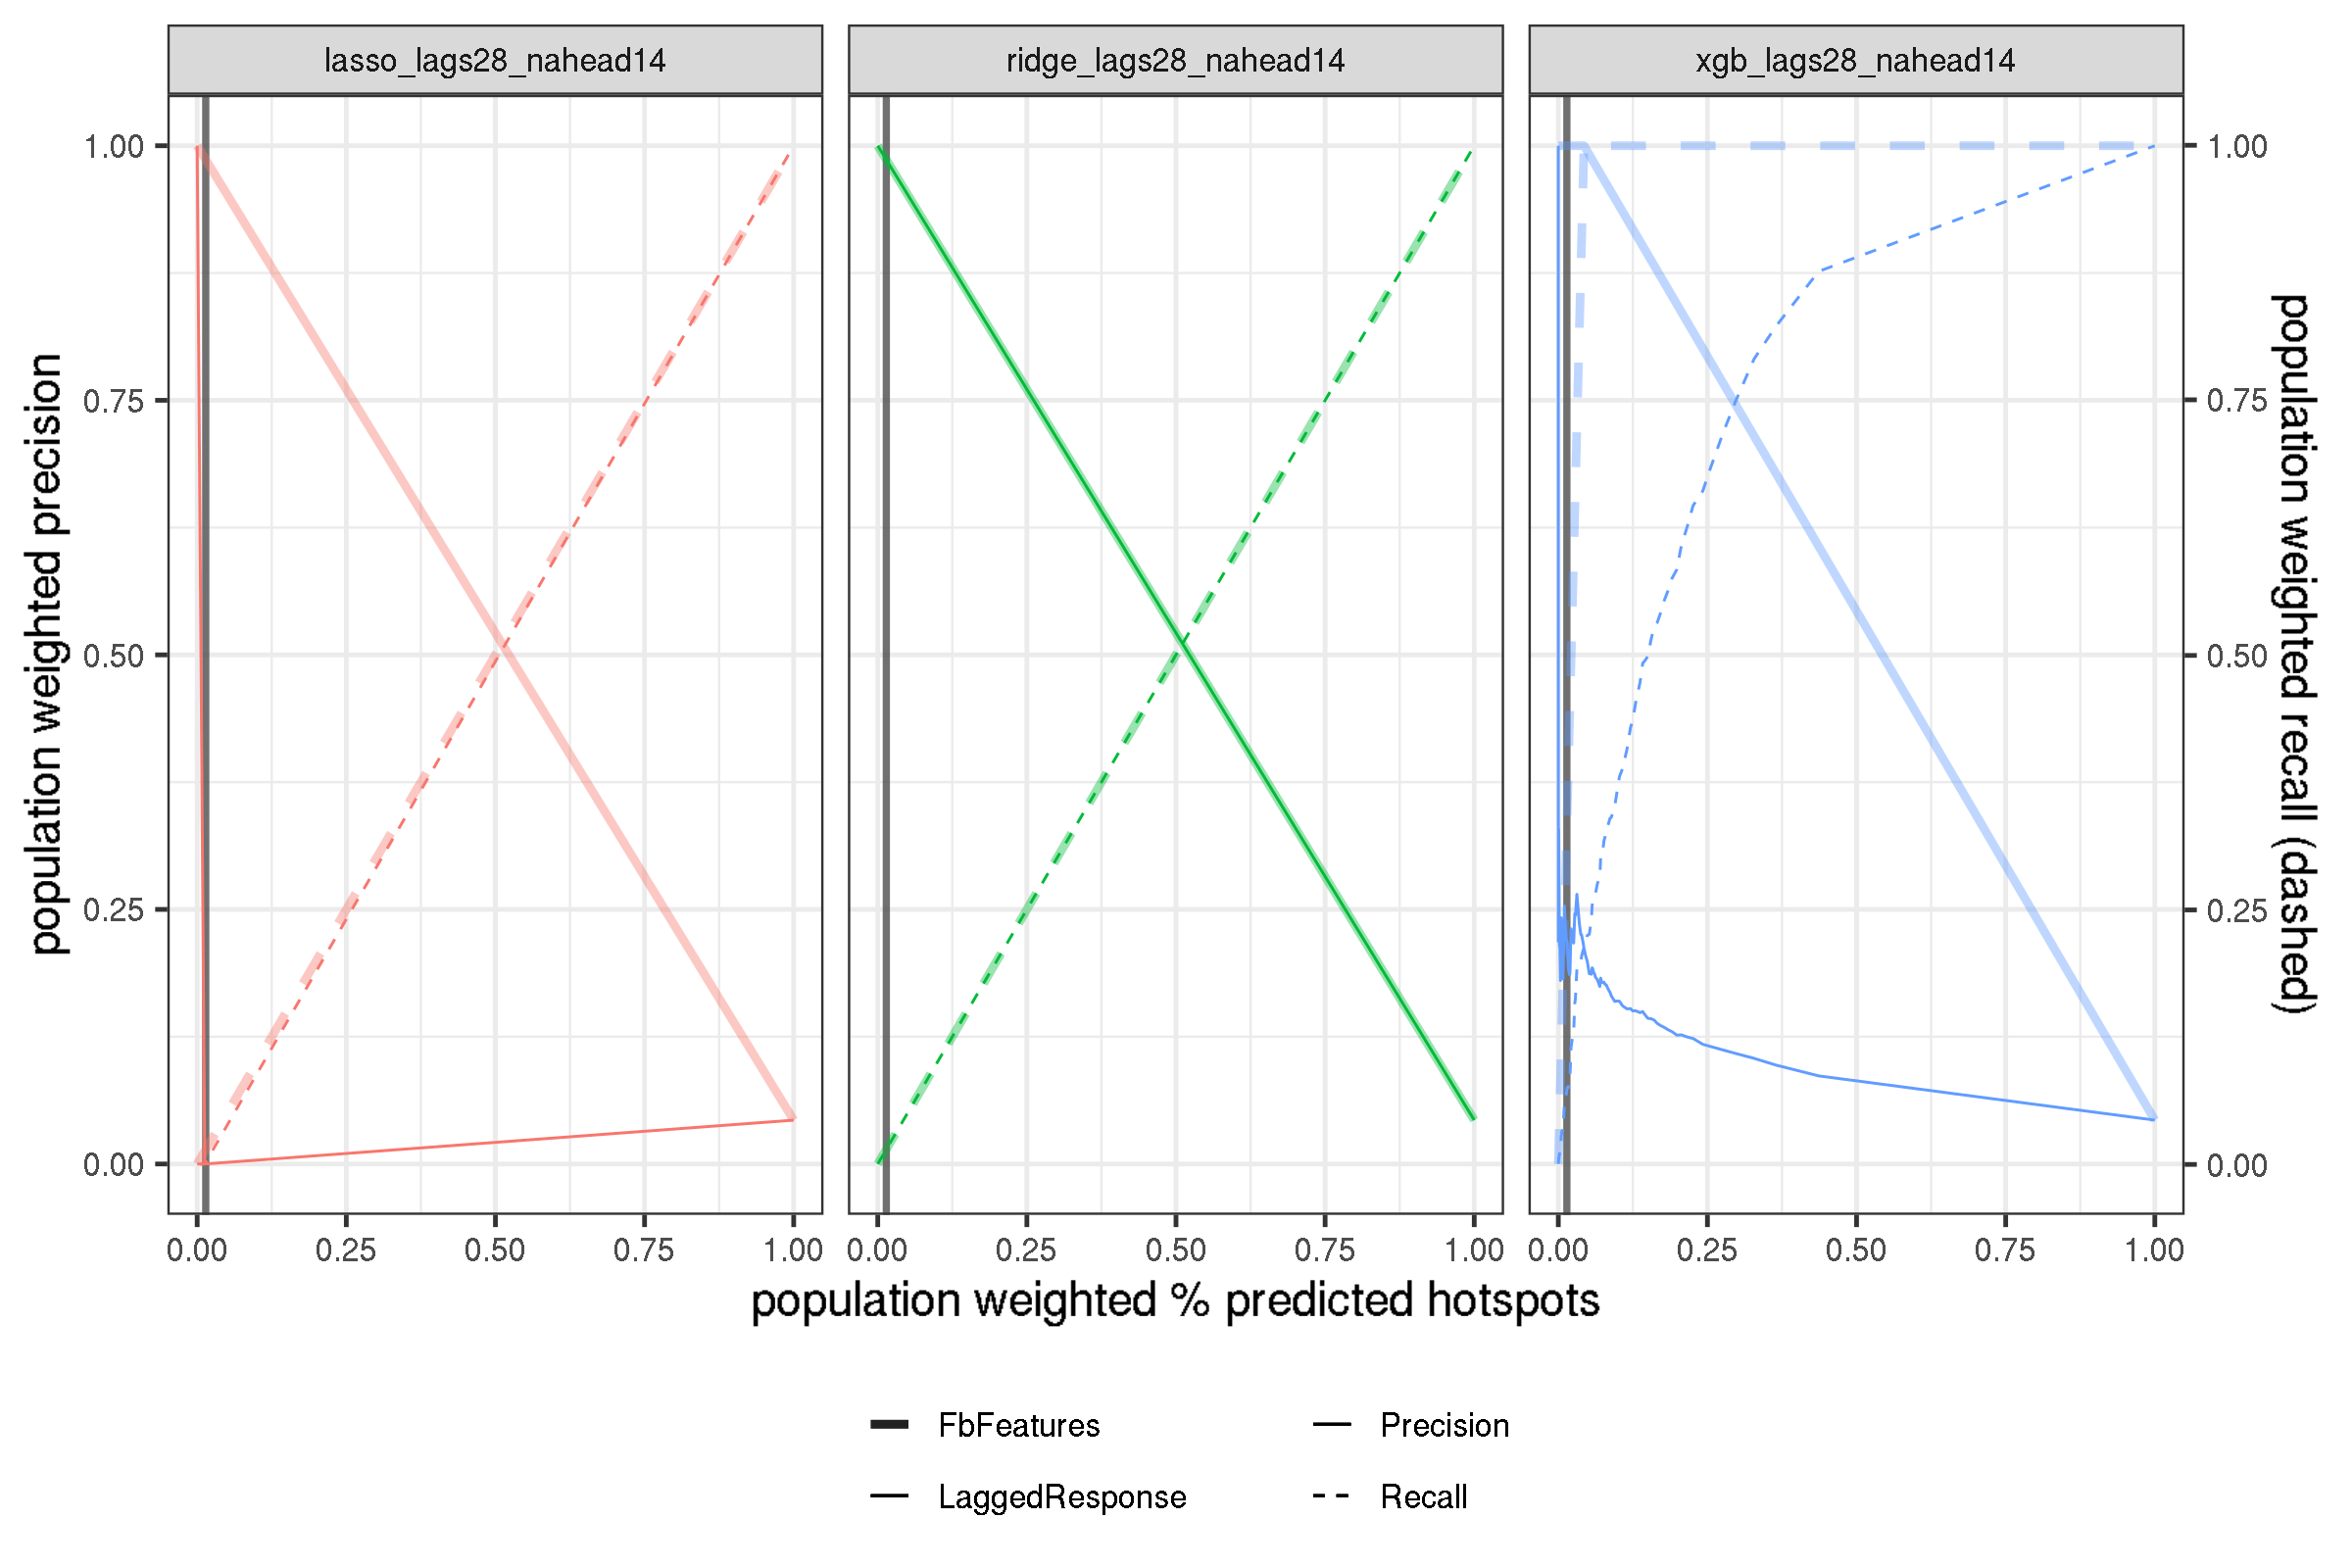 lasso_lags28_nahead14
ridge_lags28_nahead14
xgb_lags28_nahead14
population weighted precision
1.00
0.75
0.50
0.25
0.00
1.00
0.75
0.50
0.25
0.00
population weighted recall (dashed)
0.00 0.25 0.50 0.75 1.00
0.00 0.25 0.50 0.75 1.00
0.00 0.25 0.50 0.75 1.00
population weighted % predicted hotspots
FbFeatures
LaggedResponse
Precision
Recall